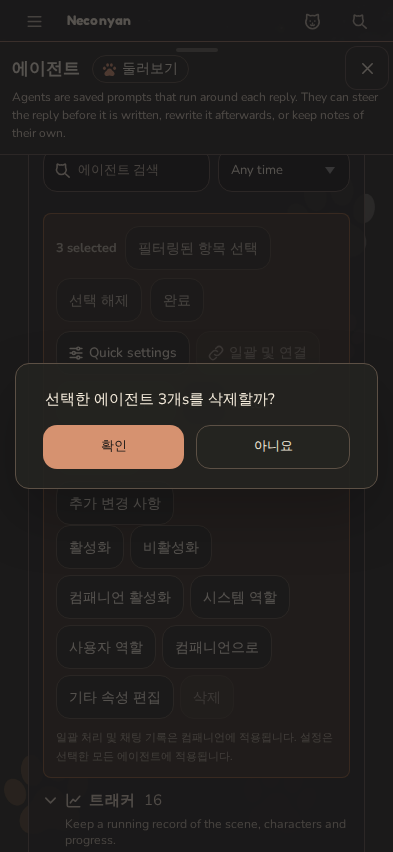 Neconyan
에이전트
둘러보기
Agents are saved prompts that run around each reply. They can steer
the reply before it is written, rewrite it afterwards, or keep notes of
their own.
에이전트 검색
Any time
3 selected
필터링된 항목 선택
선택 해제
완료
Quick settings
일괄 및 연결
선택한 에이전트 3개s를 삭제할까?
확인
아니요
추가 변경 사항
활성화
비활성화
컴패니언 활성화
시스템 역할
사용자 역할
컴패니언으로
기타 속성 편집
삭제
일괄 처리 및 채팅 기록은 컴패니언에 적용됩니다. 설정은
선택한 모든 에이전트에 적용됩니다.
트래커 16
Keep a running record of the scene, characters and
progress.